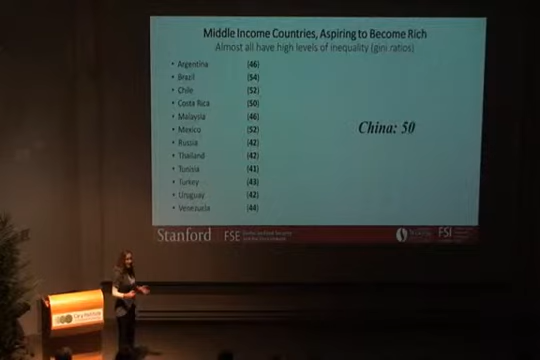 Middle Income Countries, Aspiring to Become Rich
Almost all have high levels of inequality (gini ratios)
• Argentina (46)
• Brazil (54)
• Chile (52)
• Costa Rica (50)
• Malaysia (46)
• Mexico (52)
• Russia (42)
• Thailand (42)
• Tunisia (41)
• Turkey (43)
• Uruguay (42)
• Venezuela (44)
China: 50
Stanford FSE FSI